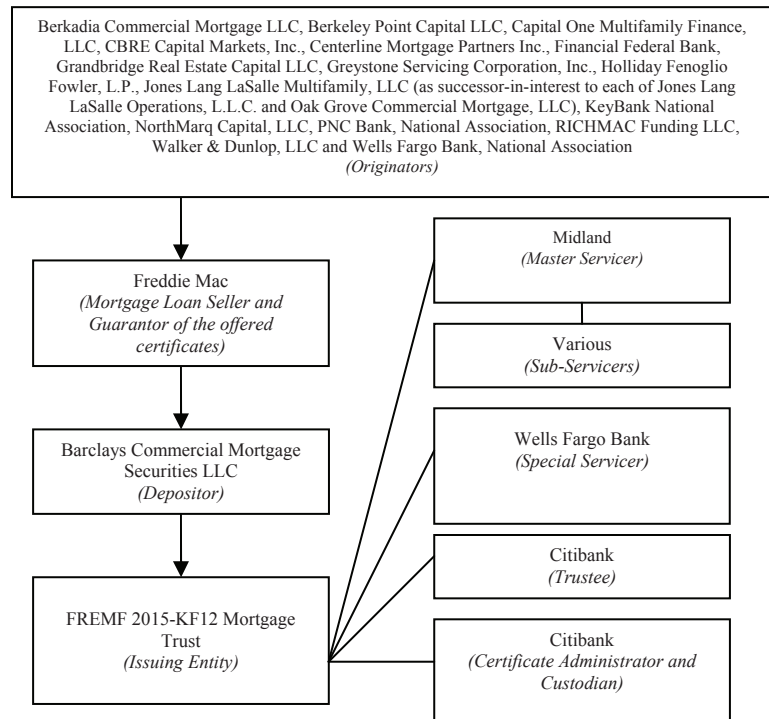 Berkadia Commercial Mortgage LLC, Berkeley Point Capital LLC, Capital One Multifamily Finance,
LLC, CBRE Capital Markets, Inc., Centerline Mortgage Partners Inc., Financial Federal Bank,
Grandbridge Real Estate Capital LLC, Greystone Servicing Corporation, Inc., Holliday Fenoglio
Fowler, L.P., Jones Lang LaSalle Multifamily, LLC (as successor-in-interest to each of Jones Lang
LaSalle Operations, L.L.C. and Oak Grove Commercial Mortgage, LLC), KeyBank National
Association, NorthMarq Capital, LLC, PNC Bank, National Association, RICHMAC Funding LLC,
Walker & Dunlop, LLC and Wells Fargo Bank, National Association
(Originators)
Freddie Mac
(Mortgage Loan Seller and
Guarantor of the offered
certificates)
Barclays Commercial Mortgage
Securities LLC
(Depositor)
FREMF 2015-KF12 Mortgage
Trust
(Issuing Entity)
Midland
(Master Servicer)
Various
(Sub-Servicers)
Wells Fargo Bank
(Special Servicer)
Citibank
(Trustee)
Citibank
(Certificate Administrator and
Custodian)